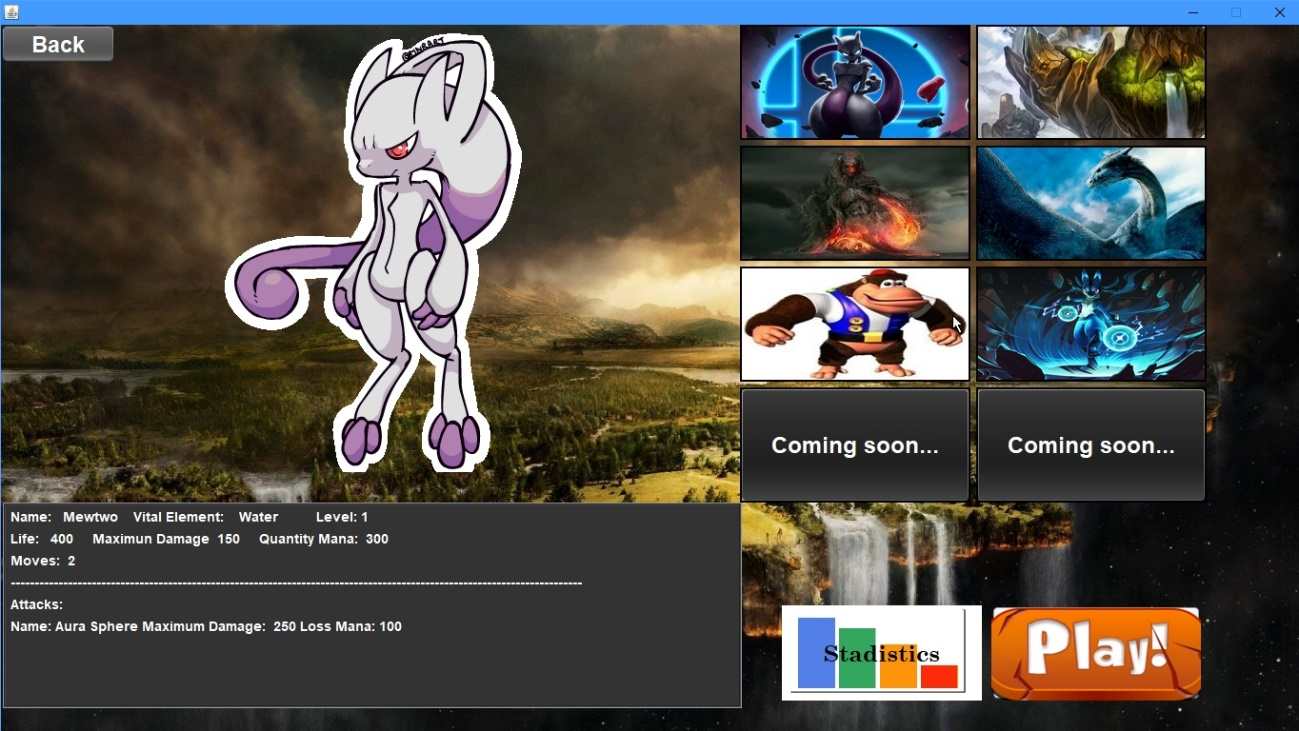 Back
Coming soon...
Coming soon...
Name: Mewtwo Vital Element: Water Level: 1
Life: 400 Maximun Damage 150 Quantity Mana: 300
Moves: 2
--------------------------------------------------------------------------------------------------------------------
Attacks:
Name: Aura Sphere Maximum Damage: 250 Loss Mana: 100
Stadistics
Play!